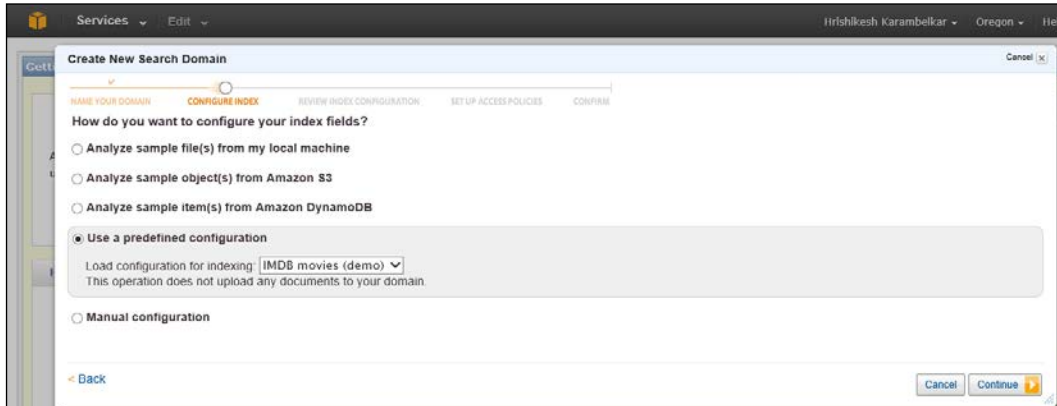 Services Edit Hrishikesh Karambelkar Oregon He
Getti
Create New Search Domain Cancel
NAME YOUR DOMAIN CONFIGURE INDEX REVIEW INDEX CONFIGURATION SET UP ACCESS POLICIES CONFIRM
How do you want to configure your index fields?
Analyze sample file(s) from my local machine
Analyze sample object(s) from Amazon S3
Analyze sample item(s) from Amazon DynamoDB
Use a predefined configuration
Load configuration for indexing: IMDB movies (demo)
This operation does not upload any documents to your domain.
Manual configuration
< Back
Cancel Continue